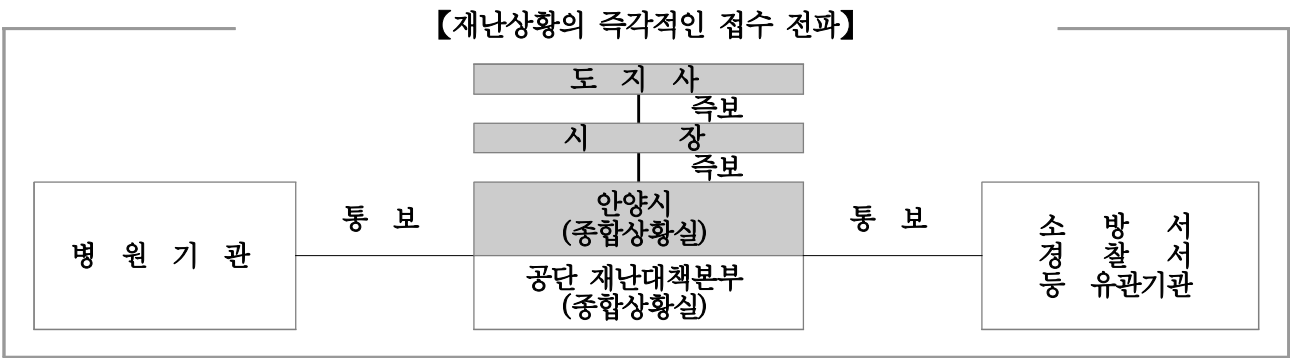 【재난상황의 즉각적인 접수 전파】
도 지 사
즉보
시 장
즉보
병 원 기 관
통 보
안양시
(종합상황실)
공단 재난대책본부
(종합상황실)
통 보
소 방 서
경 찰 서
등 유관기관